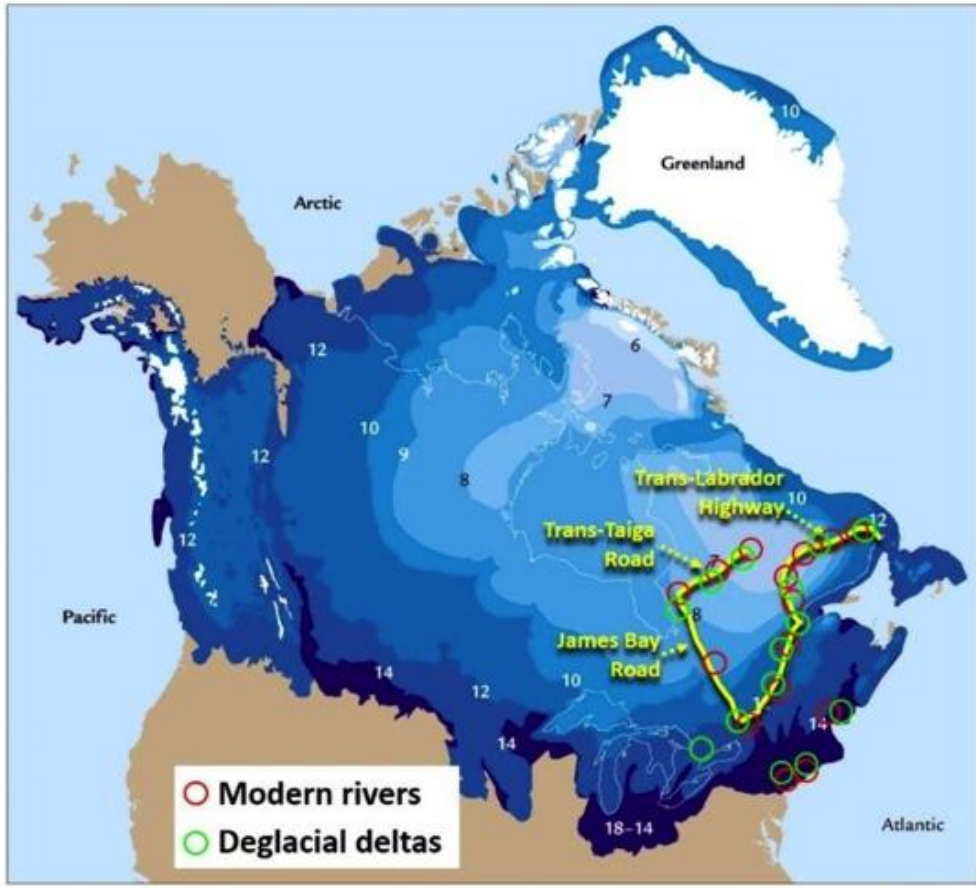 10
Greenland
Arctic
6
12
7
10
9
8
Trans-Labrador
Highway
10
12
12
Trans-Taiga
Road
7
12
8
Pacific
James Bay
Road
14
12
10
14
14
Modern rivers
Deglacial deltas
18–14
Atlantic